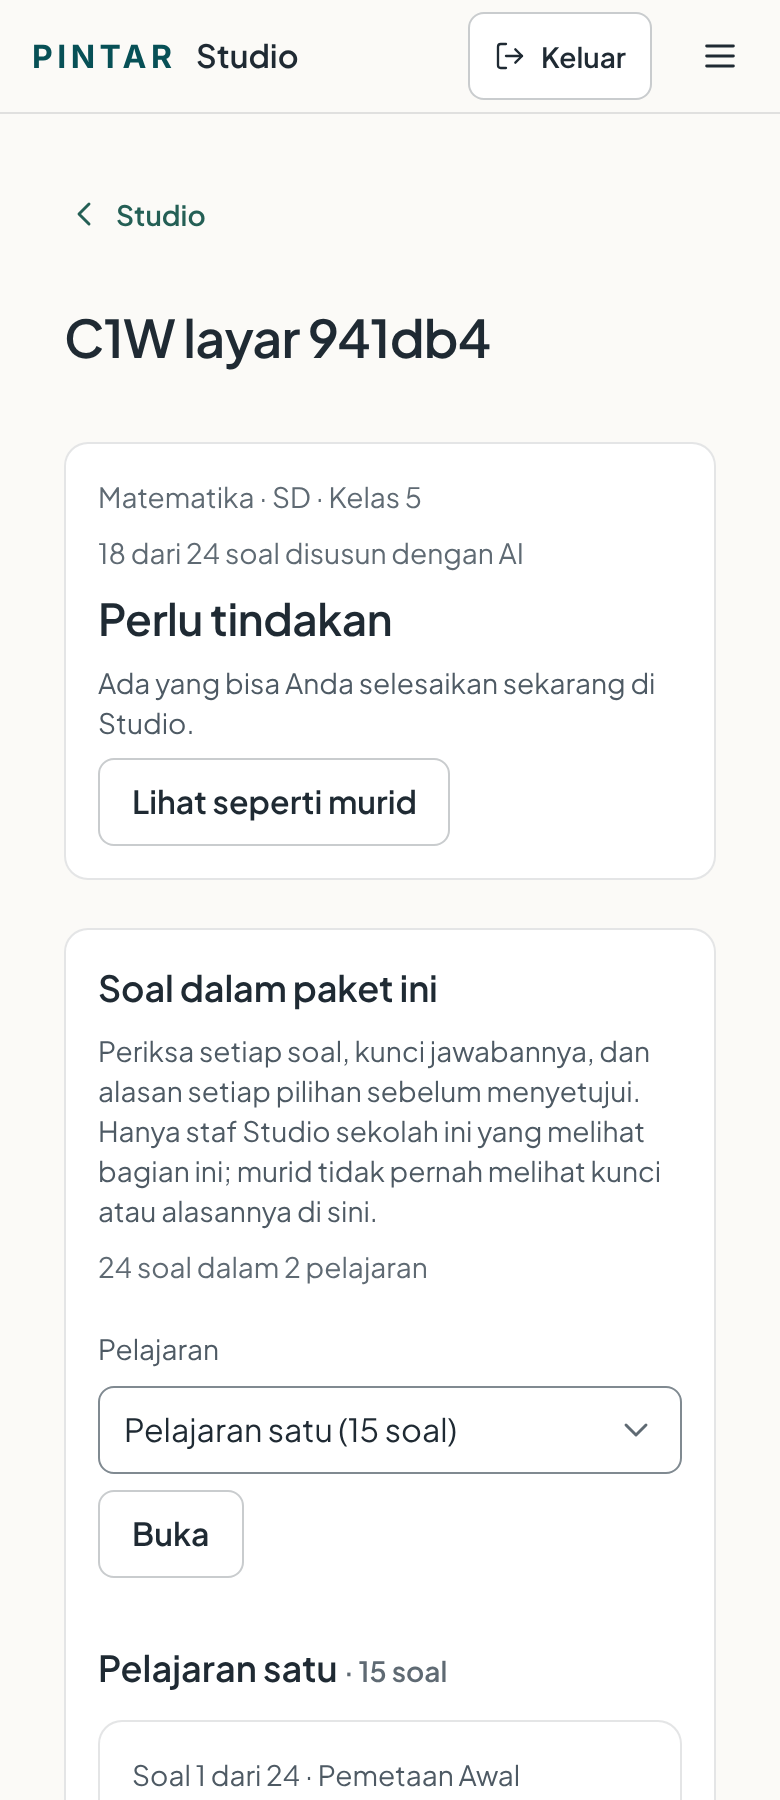 PINTAR Studio
Keluar
Studio
C1W layar 941db4
Matematika · SD · Kelas 5
18 dari 24 soal disusun dengan AI
Perlu tindakan
Ada yang bisa Anda selesaikan sekarang di
Studio.
Lihat seperti murid
Soal dalam paket ini
Periksa setiap soal, kunci jawabannya, dan
alasan setiap pilihan sebelum menyetujui.
Hanya staf Studio sekolah ini yang melihat
bagian ini; murid tidak pernah melihat kunci
atau alasannya di sini.
24 soal dalam 2 pelajaran
Pelajaran
Pelajaran satu (15 soal)
Buka
Pelajaran satu · 15 soal
Soal 1 dari 24 · Pemetaan Awal